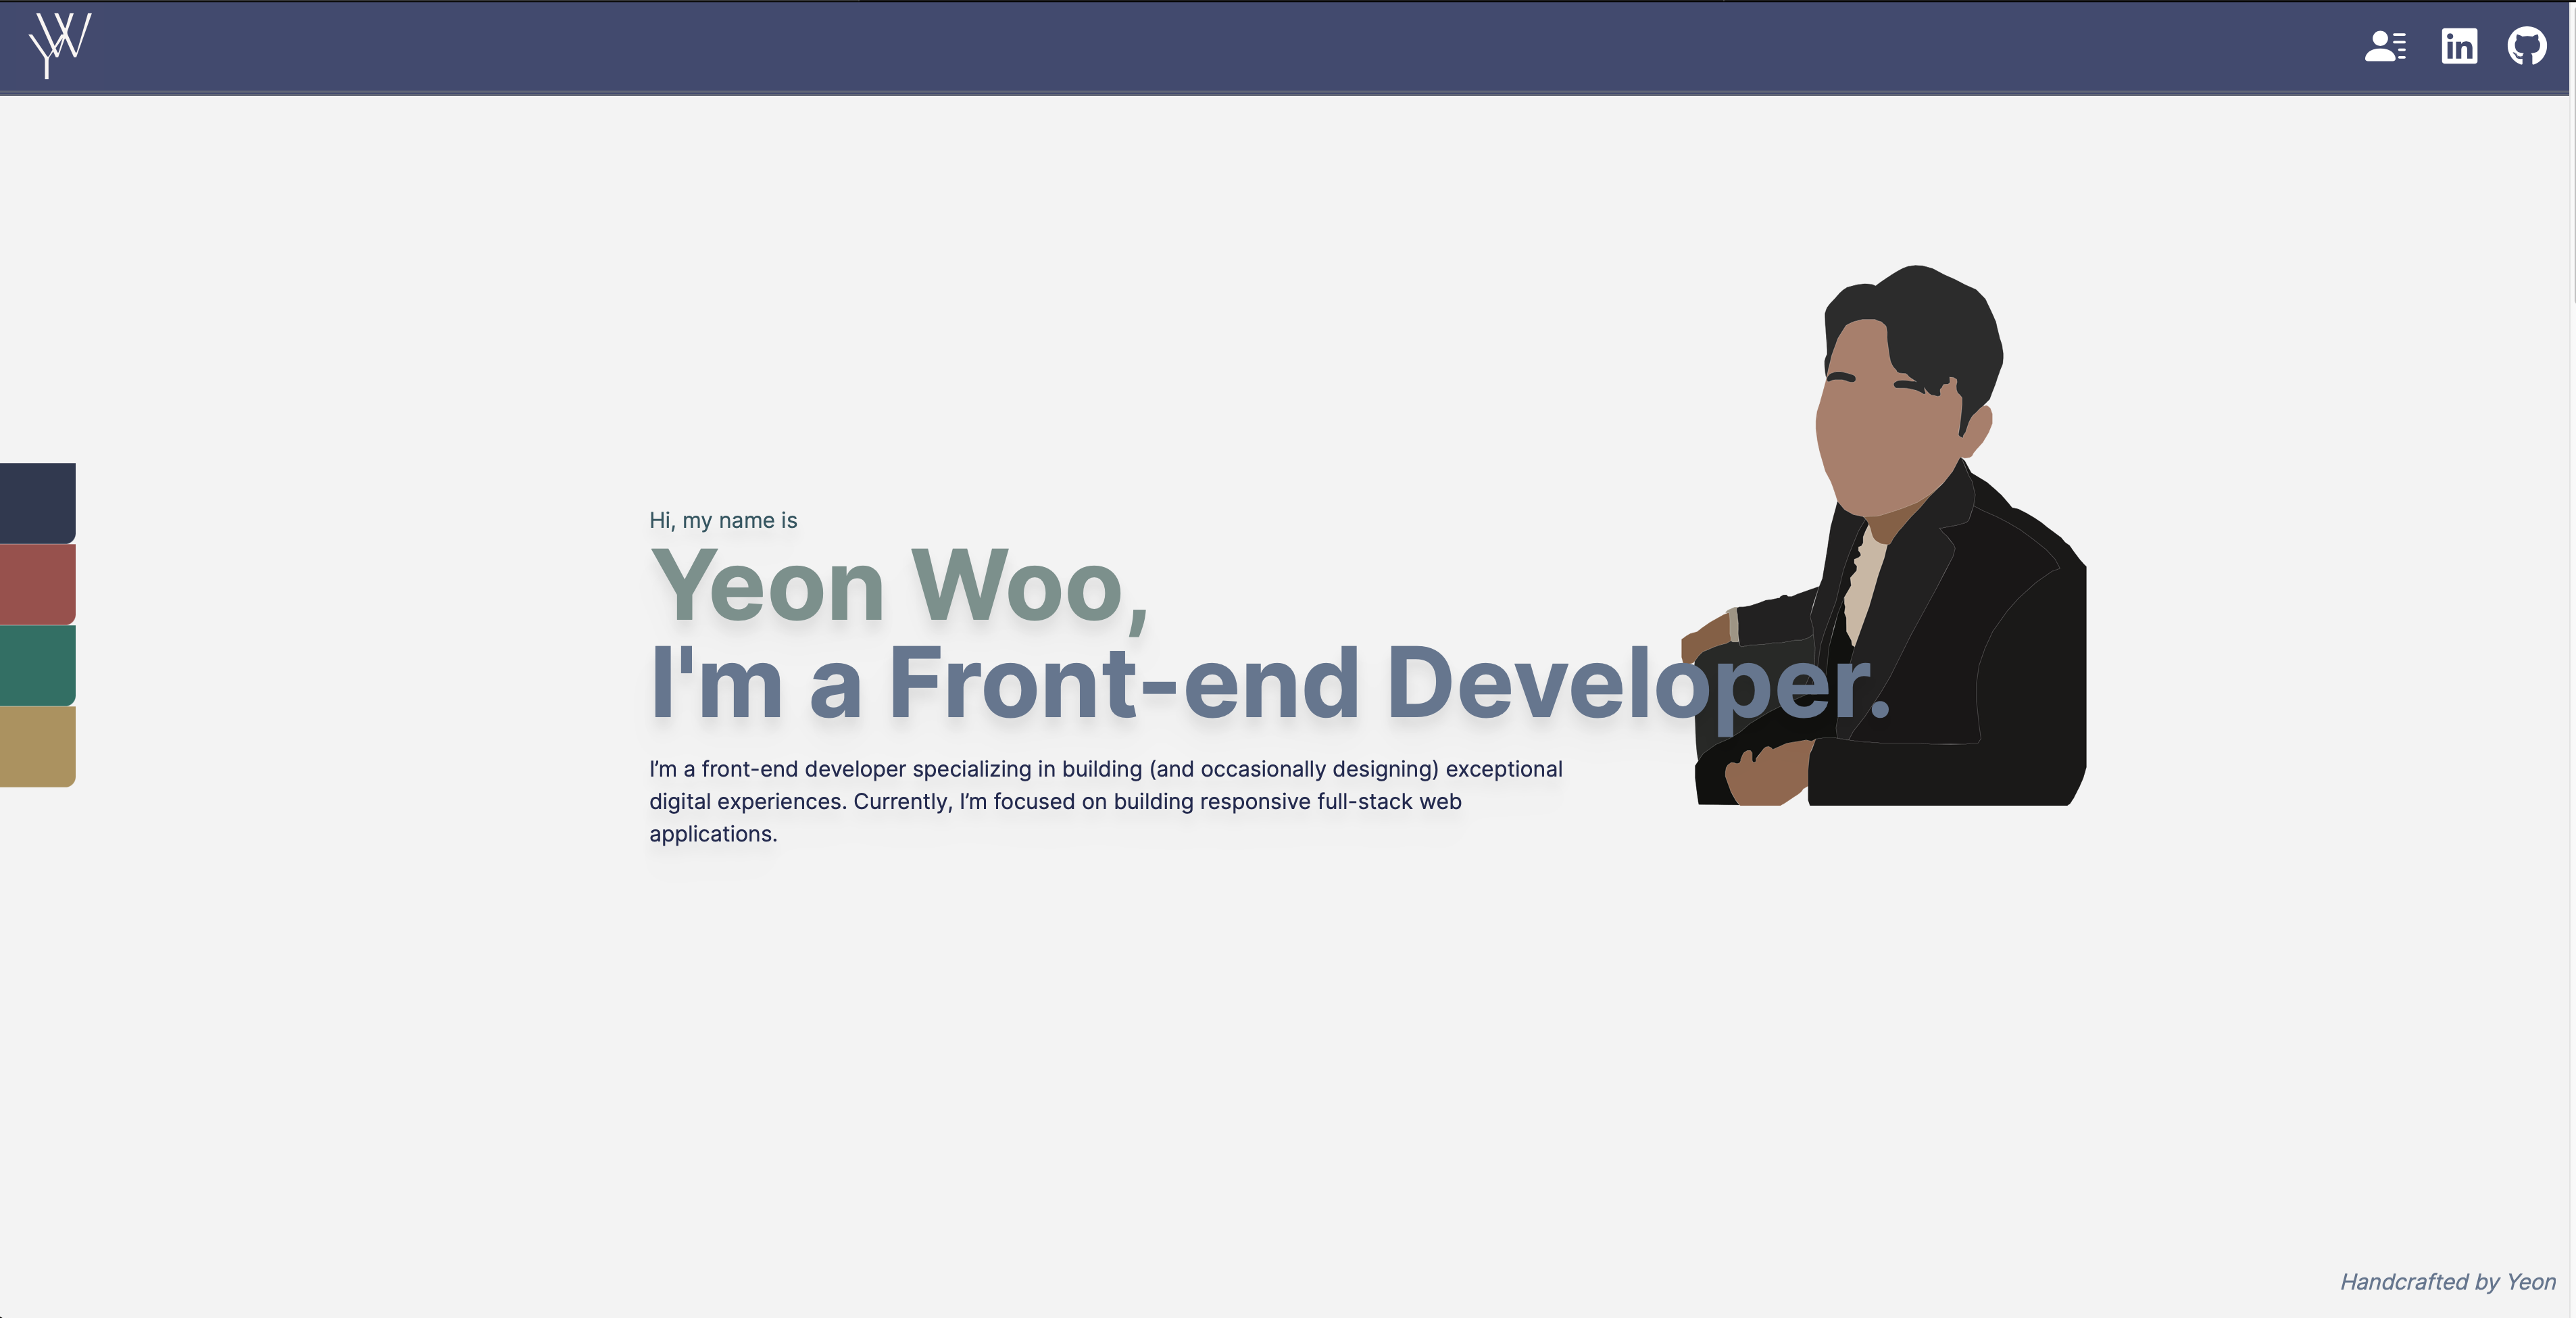 YW
in
Hi, my name is
Yeon Woo,
I'm a Front-end Developer.
I’m a front-end developer specializing in building (and occasionally designing) exceptional
digital experiences. Currently, I’m focused on building responsive full-stack web
applications.
Handcrafted by Yeon